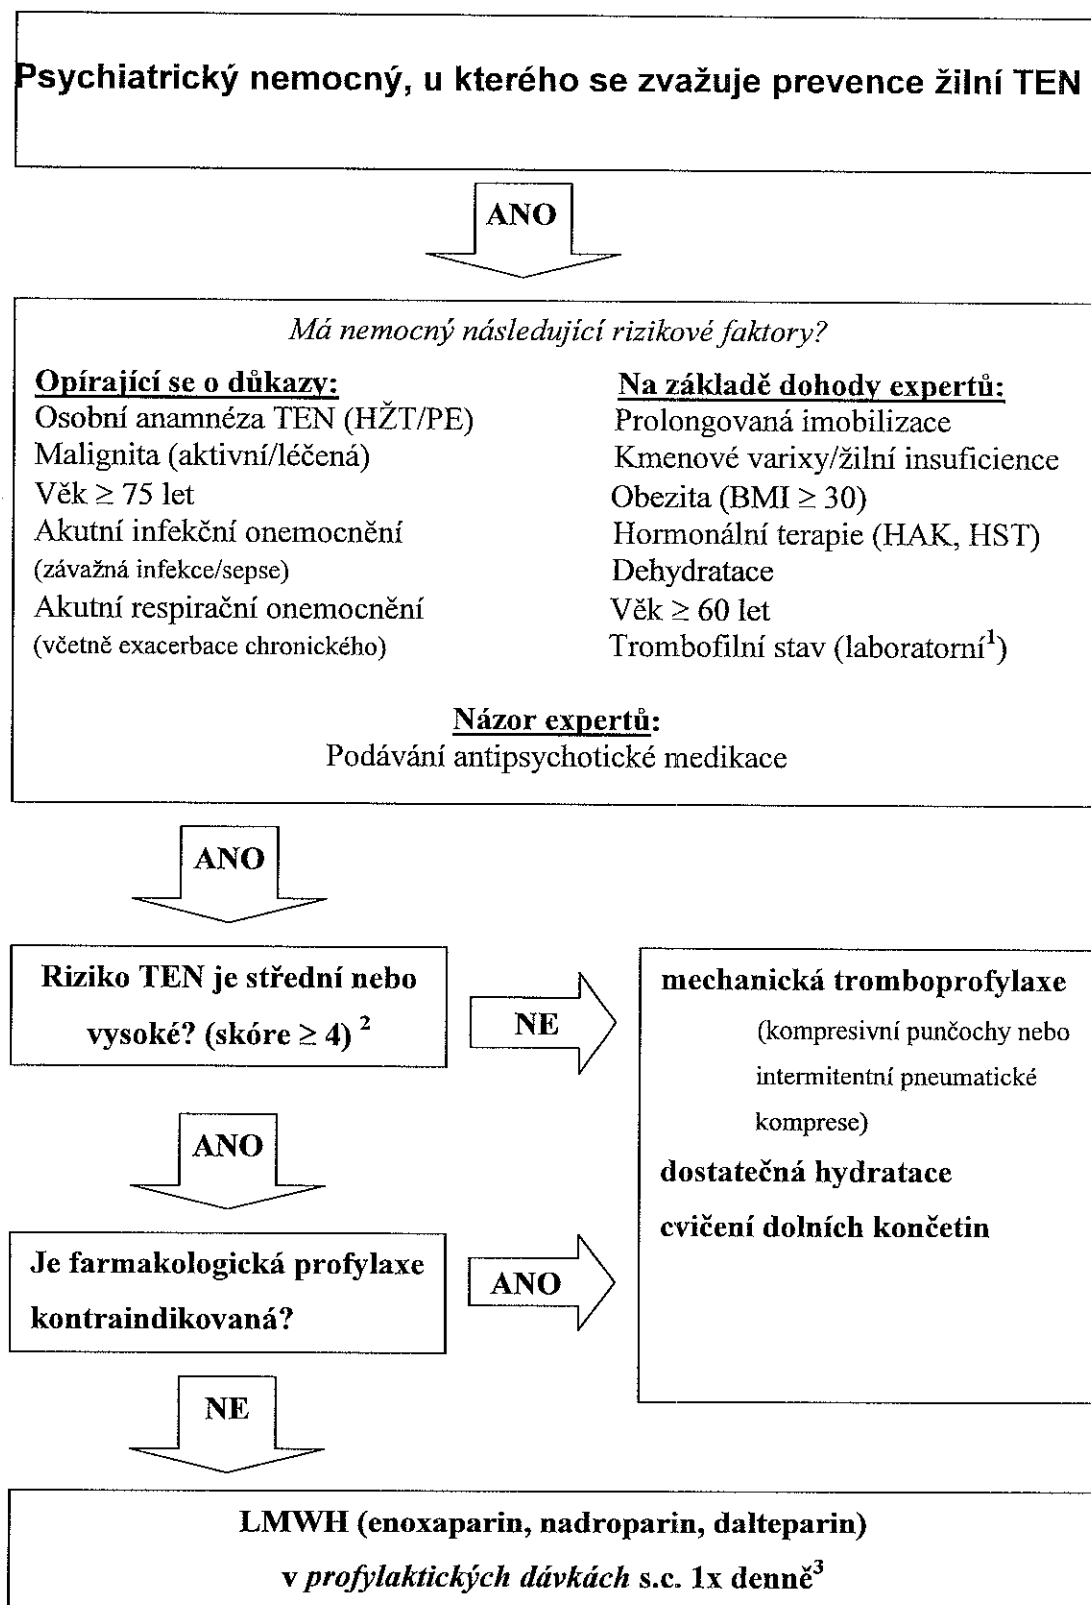 Psychiatrický nemocný, u kterého se zvažuje prevence žilní TEN
ANO
Má nemocný následující rizikové faktory?
Opírající se o důkazy:
Osobní anamnéza TEN (HŽT/PE)
Malignita (aktivní/léčená)
Věk ≥ 75 let
Akutní infekční onemocnění
(závažná infekce/sepse)
Akutní respirační onemocnění
(včetně exacerbace chronického)
Na základě dohody expertů:
Prolongovaná imobilizace
Kmenové varixy/žilní insuficience
Obezita (BMI ≥ 30)
Hormonální terapie (HAK, HST)
Dehydratace
Věk ≥ 60 let
Trombofilní stav (laboratorní¹)
Názor expertů:
Podávání antipsychotické medikace
ANO
Riziko TEN je střední nebo
vysoké? (skóre ≥ 4) ²
NE
mechanická tromboprofylaxe
(kompresivní punčochy nebo
intermitentní pneumatické
komprese)
dostatečná hydratace
cvičení dolních končetin
ANO
Je farmakologická profylaxe
kontraindikovaná?
ANO
NE
LMWH (enoxaparin, nadroparin, dalteparin)
v profylaktických dávkách s.c. 1x denně³